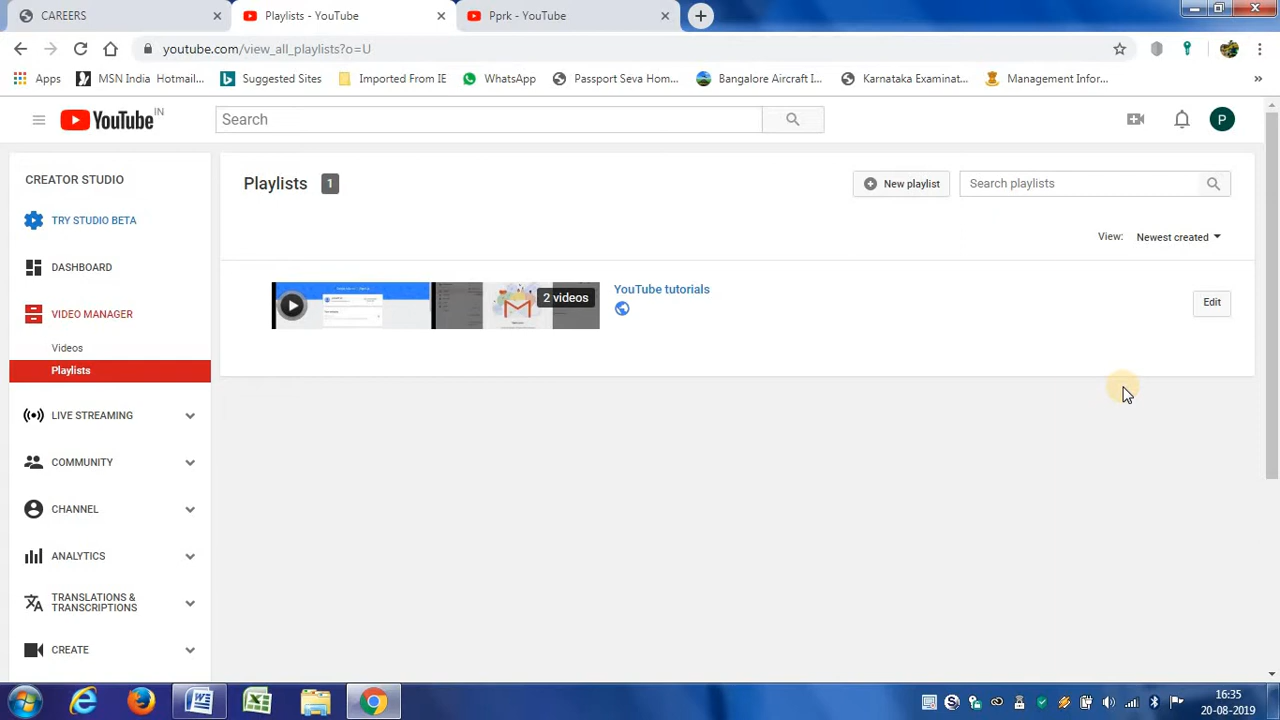 CAREERS
Playlists - YouTube
Pprk - YouTube
youtube.com/view_all_playlists?o=U
Apps
MSN India Hotmail...
Suggested Sites
Imported From IE
WhatsApp
Passport Seva Hom...
Bangalore Aircraft I...
Karnataka Examinat...
Management Infor...
»
YouTube IN
Search
P
CREATOR STUDIO
TRY STUDIO BETA
DASHBOARD
VIDEO MANAGER
Videos
Playlists
LIVE STREAMING
COMMUNITY
CHANNEL
ANALYTICS
TRANSLATIONS &
TRANSCRIPTIONS
CREATE
Playlists 1
New playlist
Search playlists
View: Newest created
2 videos
YouTube tutorials
Edit
16:35
20-08-2019